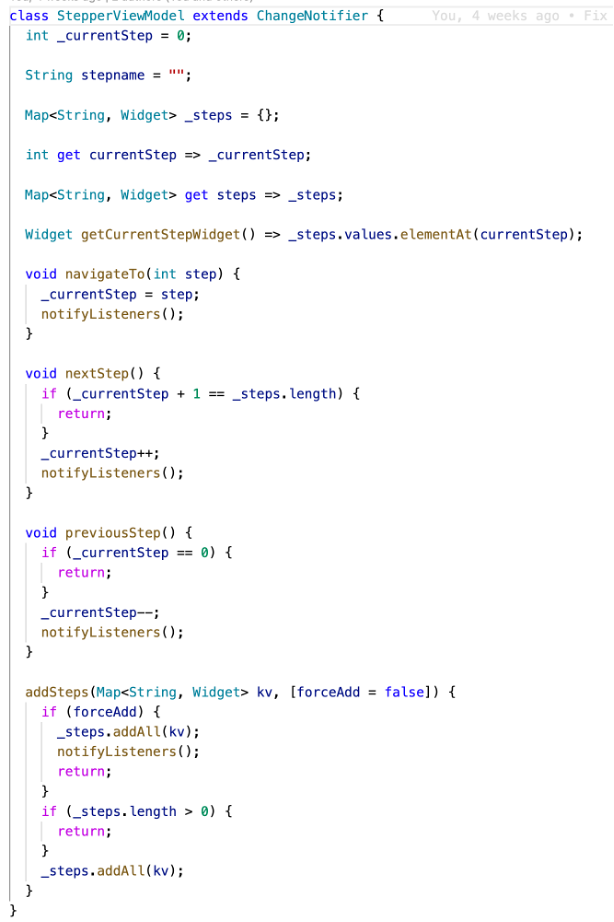 class StepperViewModel extends ChangeNotifier {     You, 4 weeks ago • Fix
  int _currentStep = 0;

  String stepname = "";

  Map<String, Widget> _steps = {};

  int get currentStep => _currentStep;

  Map<String, Widget> get steps => _steps;

  Widget getCurrentStepWidget() => _steps.values.elementAt(currentStep);

  void navigateTo(int step) {
    _currentStep = step;
    notifyListeners();
  }

  void nextStep() {
    if (_currentStep + 1 == _steps.length) {
      return;
    }
    _currentStep++;
    notifyListeners();
  }

  void previousStep() {
    if (_currentStep == 0) {
      return;
    }
    _currentStep--;
    notifyListeners();
  }

  addSteps(Map<String, Widget> kv, [forceAdd = false]) {
    if (forceAdd) {
      _steps.addAll(kv);
      notifyListeners();
      return;
    }
    if (_steps.length > 0) {
      return;
    }
    _steps.addAll(kv);
  }
}